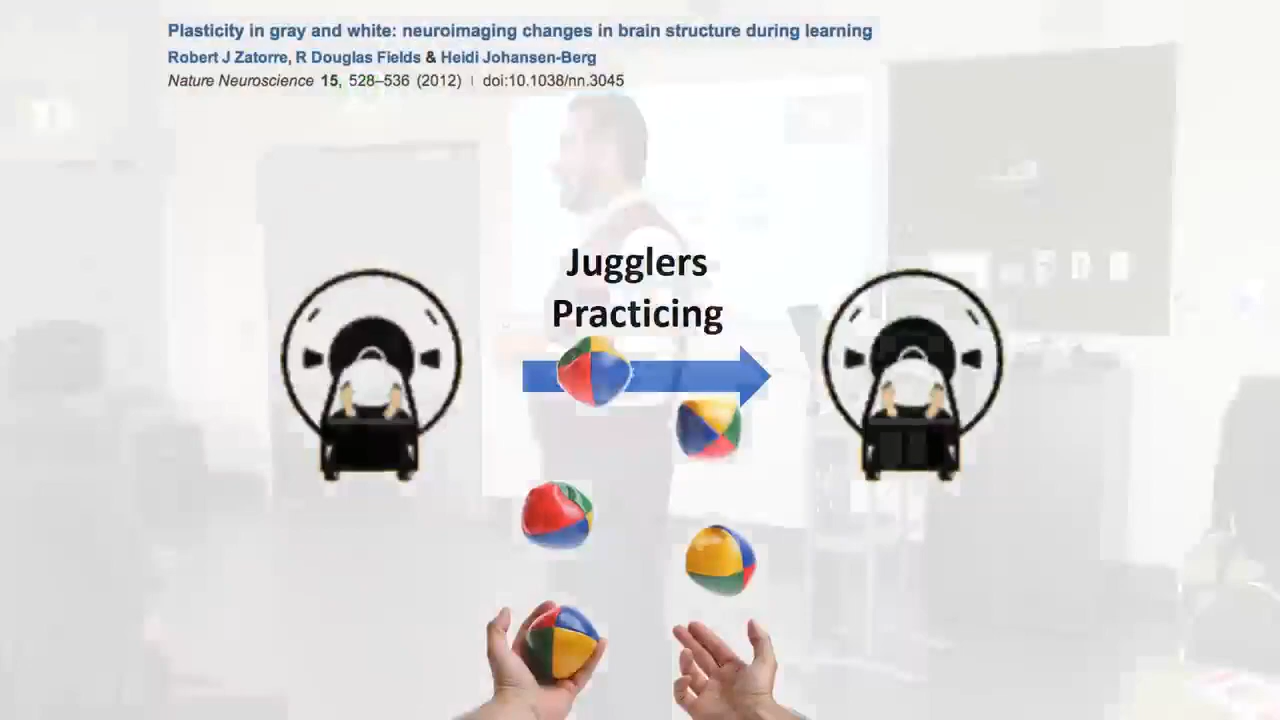 Plasticity in gray and white: neuroimaging changes in brain structure during learning
Robert J Zatorre, R Douglas Fields & Heidi Johansen-Berg
Nature Neuroscience 15, 528–536 (2012) | doi:10.1038/nn.3045
Jugglers
Practicing